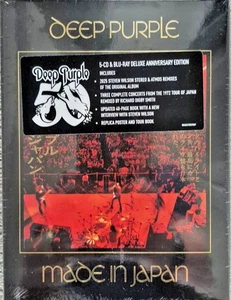 DEEP PURPLE
Deep Purple
50
5-CD & BLU-RAY DELUXE ANNIVERSARY EDITION
INCLUDES
• 2025 STEVEN WILSON STEREO & ATMOS REMIXES
OF THE ORIGINAL ALBUM
• THREE COMPLETE CONCERTS FROM THE 1972 TOUR OF JAPAN
REMIXED BY RICHARD DIGBY SMITH
• UPDATED 40-PAGE BOOK WITH A NEW
INTERVIEW WITH STEVEN WILSON
• REPLICA POSTER AND TOUR BOOK
MADE IN JAPAN